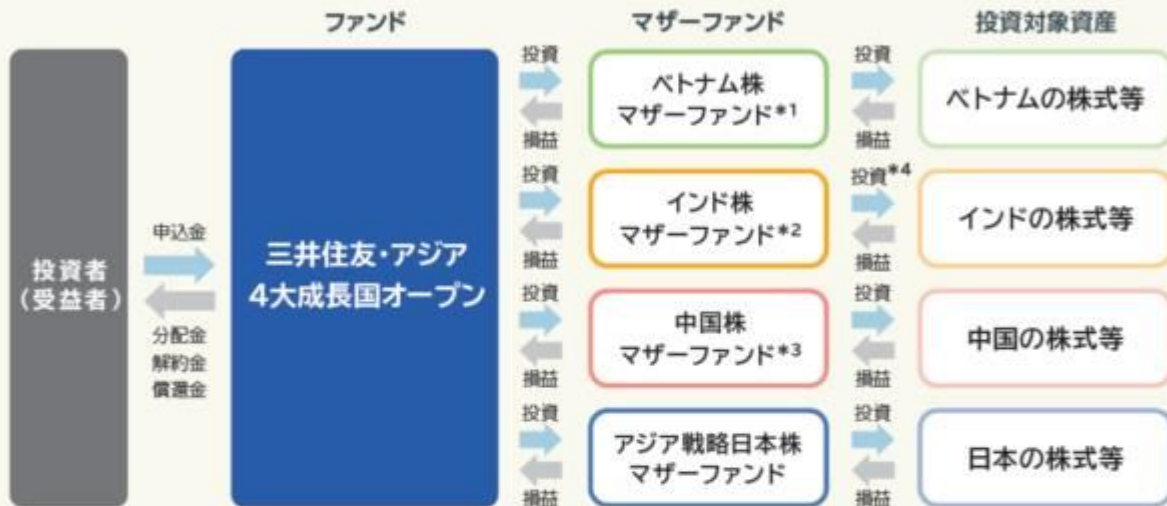 ファンド
マザーファンド
投資対象資産
投資者
(受益者)
申込金
分配金
解約金
償還金
三井住友・アジア
4大成長国オープン
投資
損益
ベトナム株
マザーファンド*1
投資
損益
ベトナムの株式等
投資
損益
インド株
マザーファンド*2
投資*4
損益
インドの株式等
投資
損益
中国株
マザーファンド*3
投資
損益
中国の株式等
投資
損益
アジア戦略日本株
マザーファンド
投資
損益
日本の株式等